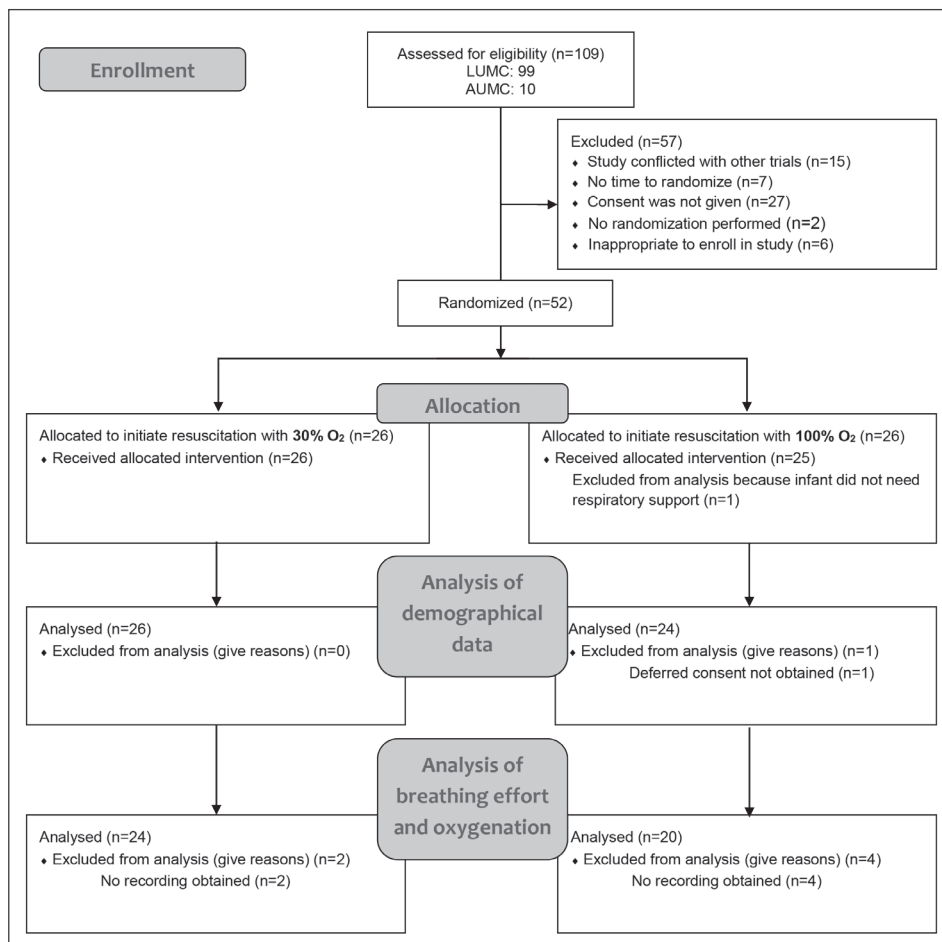 Enrollment
Assessed for eligibility (n=109)
LUMC: 99
AUMC: 10
Excluded (n=57)
♦ Study conflicted with other trials (n=15)
♦ No time to randomize (n=7)
♦ Consent was not given (n=27)
♦ No randomization performed (n=2)
♦ Inappropriate to enroll in study (n=6)
Randomized (n=52)
Allocation
Allocated to initiate resuscitation with 30% O₂ (n=26)
♦ Received allocated intervention (n=26)
Allocated to initiate resuscitation with 100% O₂ (n=26)
♦ Received allocated intervention (n=25)
Excluded from analysis because infant did not need
respiratory support (n=1)
Analysis of
demographical
data
Analysed (n=26)
♦ Excluded from analysis (give reasons) (n=0)
Analysed (n=24)
♦ Excluded from analysis (give reasons) (n=1)
Deferred consent not obtained (n=1)
Analysis of
breathing effort
and oxygenation
Analysed (n=24)
♦ Excluded from analysis (give reasons) (n=2)
No recording obtained (n=2)
Analysed (n=20)
♦ Excluded from analysis (give reasons) (n=4)
No recording obtained (n=4)